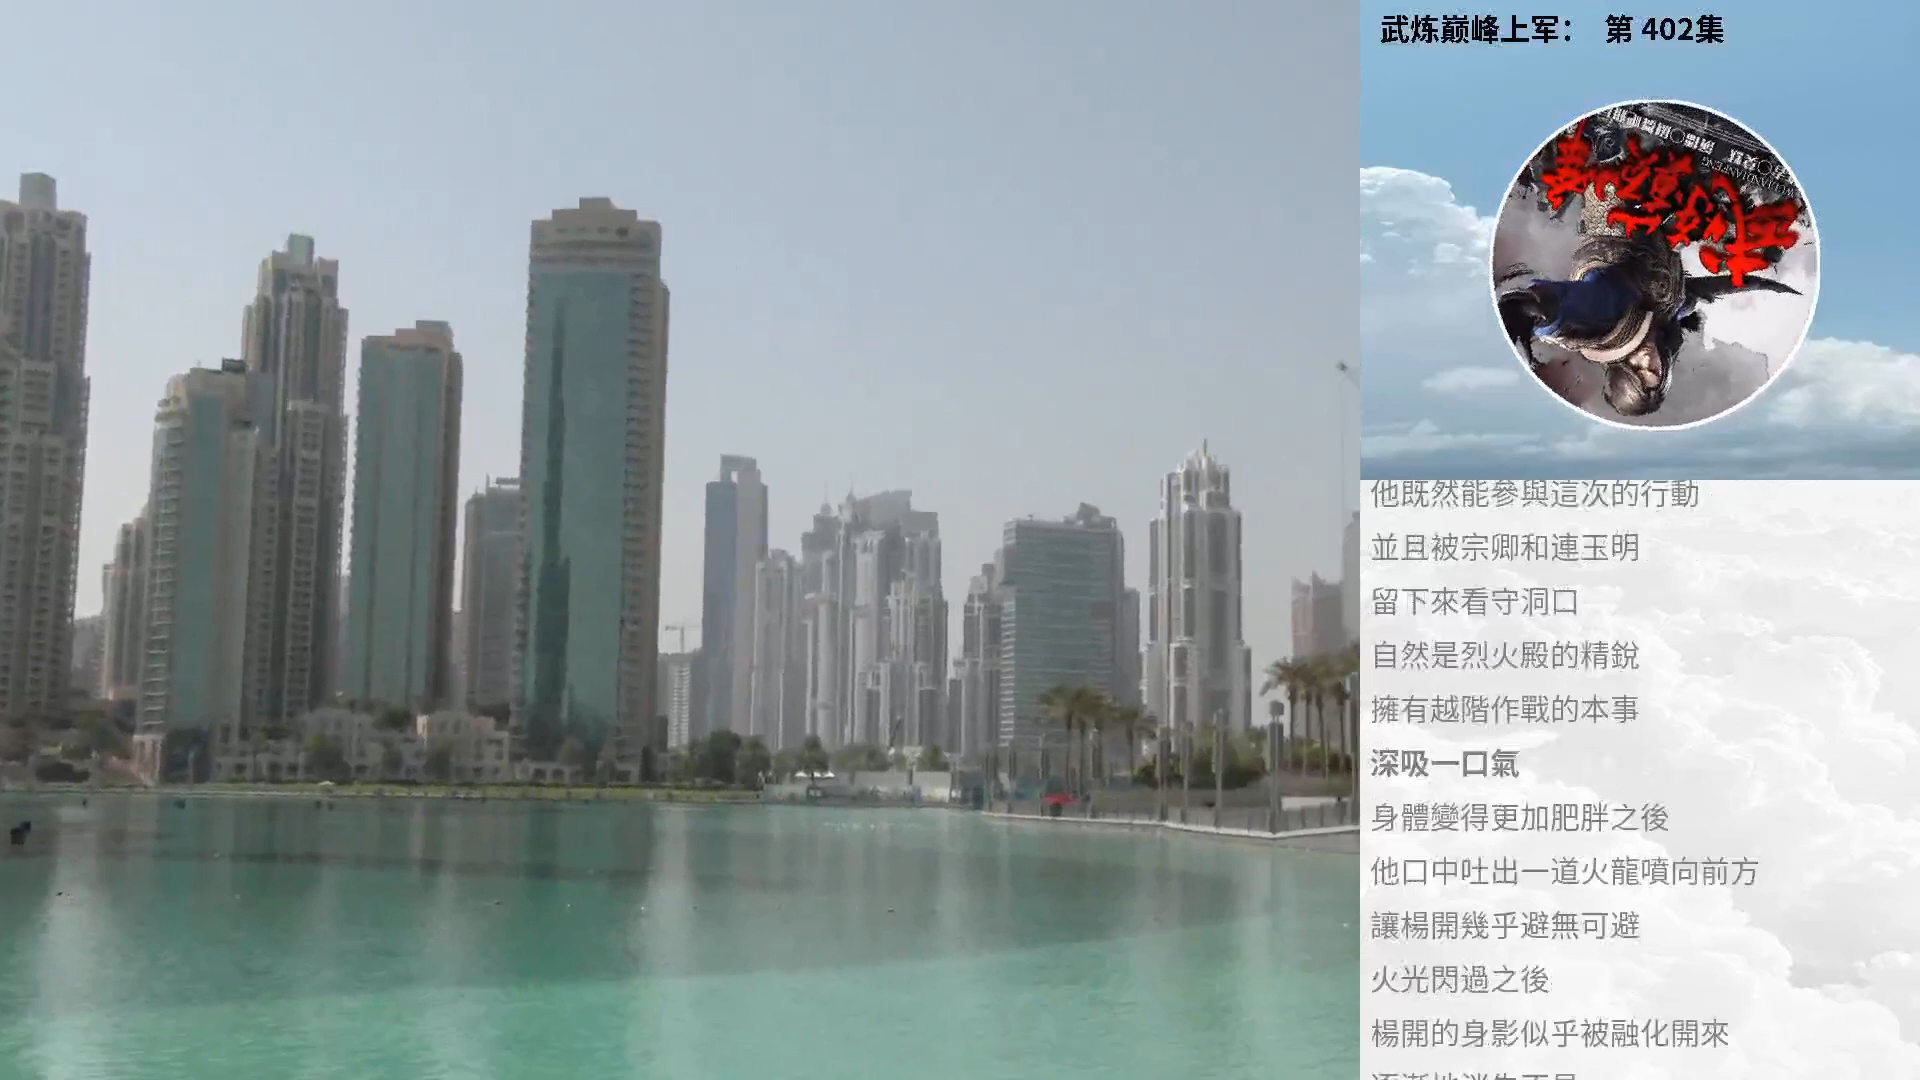 武炼巅峰上军： 第 402集
他既然能參與這次的行動
並且被宗卿和連玉明
留下來看守洞口
自然是烈火殿的精銳
擁有越階作戰的本事
深吸一口氣
身體變得更加肥胖之後
他口中吐出一道火龍噴向前方
讓楊開幾乎避無可避
火光閃過之後
楊開的身影似乎被融化開來